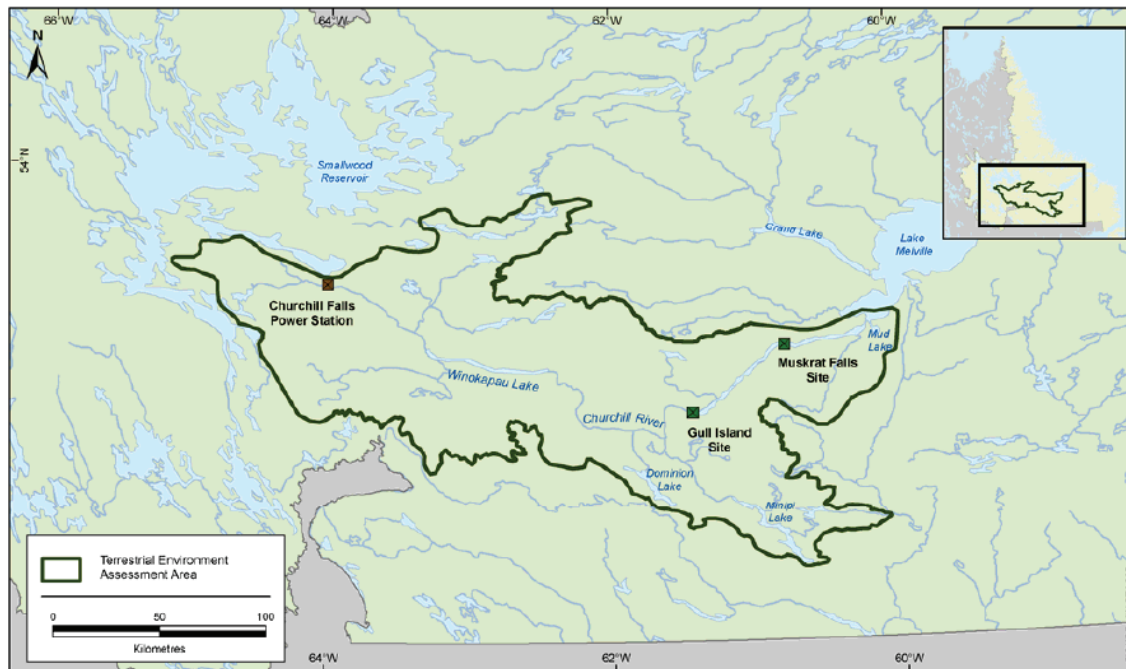 66°W
64°W
62°W
60°W
N
54°N
Smallwood
Reservoir
Grand Lake
Lake
Melville
Churchill Falls
Power Station
Mud
Lake
Muskrat Falls
Site
Winokapau Lake
Churchill River
Gull Island
Site
Dominion
Lake
Minipi
Lake
Terrestrial Environment
Assessment Area
0 50 100
Kilometres
64°W
62°W
60°W